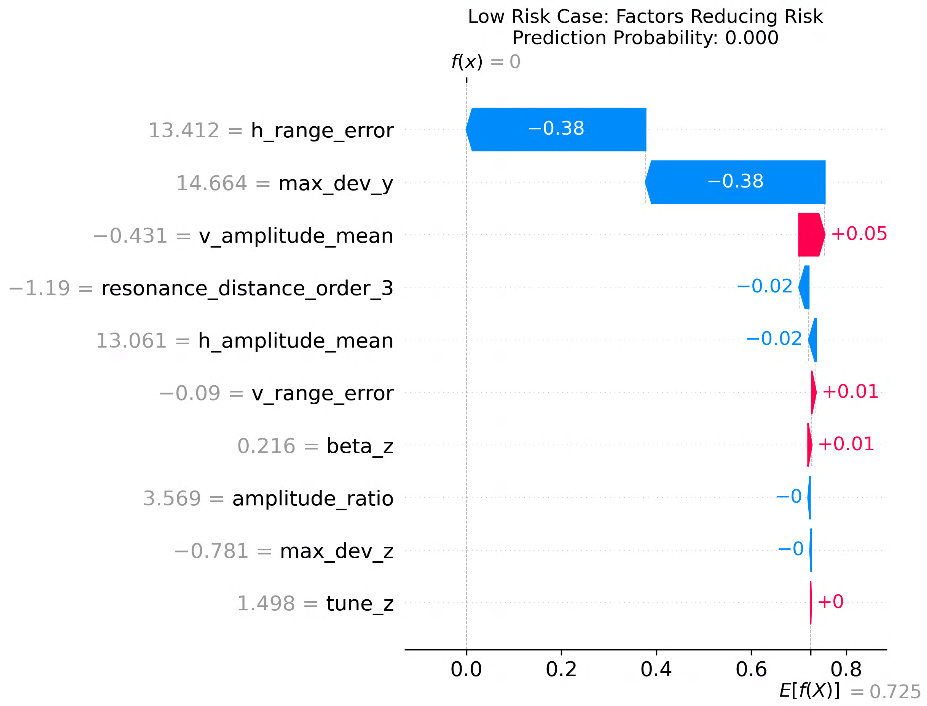 Low Risk Case: Factors Reducing Risk
Prediction Probability: 0.000
f(x) = 0
13.412 = h_range_error
−0.38
14.664 = max_dev_y
−0.38
−0.431 = v_amplitude_mean
+0.05
−1.19 = resonance_distance_order_3
−0.02
13.061 = h_amplitude_mean
−0.02
−0.09 = v_range_error
+0.01
0.216 = beta_z
+0.01
3.569 = amplitude_ratio
−0
−0.781 = max_dev_z
−0
1.498 = tune_z
+0
0.0 0.2 0.4 0.6 0.8
E[f(X)] = 0.725